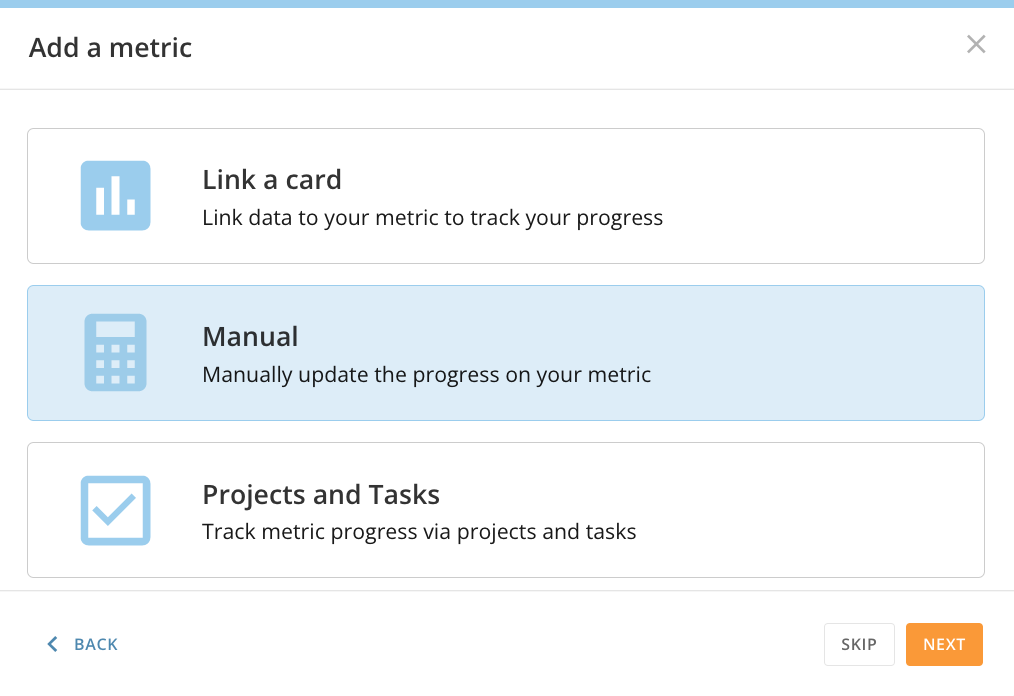 Add a metric
Link a card
Link data to your metric to track your progress
Manual
Manually update the progress on your metric
Projects and Tasks
Track metric progress via projects and tasks
BACK
SKIP
NEXT